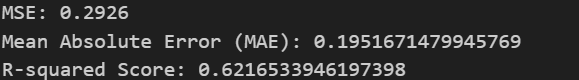 MSE: 0.2926
Mean Absolute Error (MAE): 0.1951671479945769
R-squared Score: 0.6216533946197398